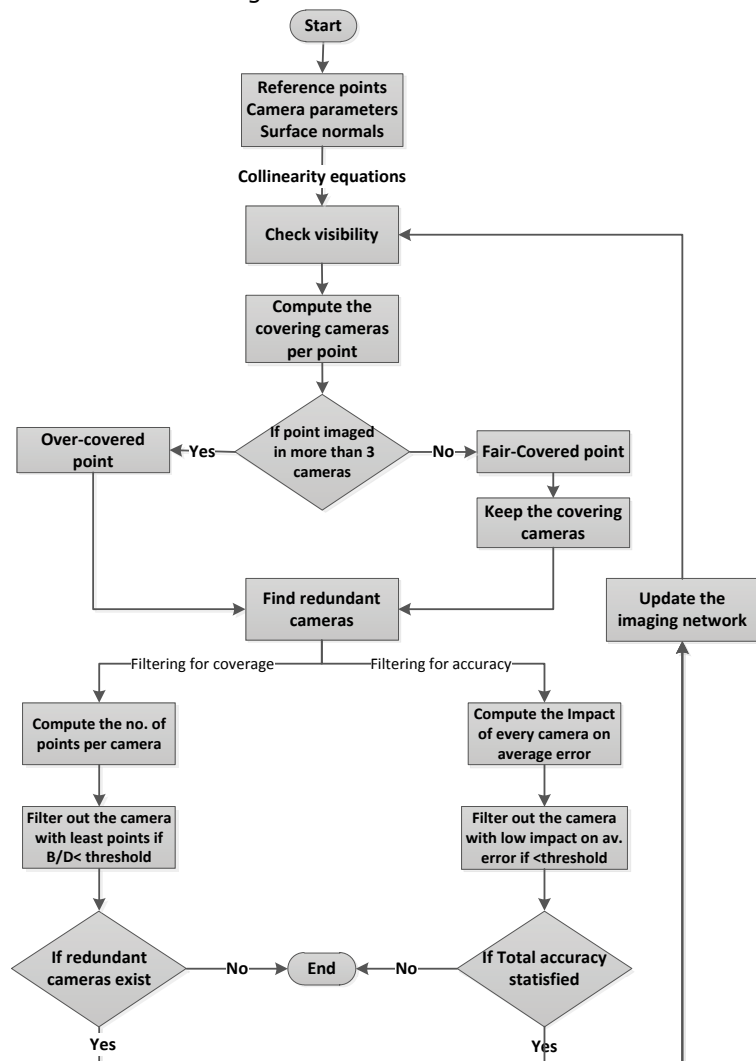 Start
Reference points
Camera parameters
Surface normals
Collinearity equations
Check visibility
Compute the
covering cameras
per point
If point imaged
in more than 3
cameras
Yes
No
Over-covered
point
Fair-Covered point
Keep the covering
cameras
Find redundant
cameras
Update the
imaging network
Filtering for coverage
Filtering for accuracy
Compute the no. of
points per camera
Compute the Impact
of every camera on
average error
Filter out the camera
with least points if
B/D< threshold
Filter out the camera
with low impact on av.
error if <threshold
If redundant
cameras exist
No
End
No
If Total accuracy
statisfied
Yes
Yes